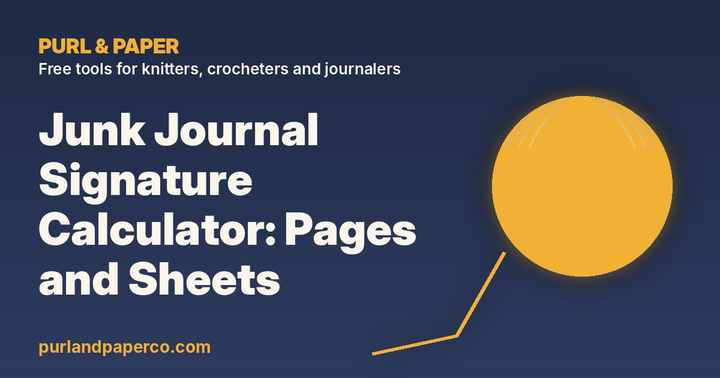 PURL & PAPER
Free tools for knitters, crocheters and journalers
Junk Journal
Signature
Calculator: Pages
and Sheets
purlandpaperco.com